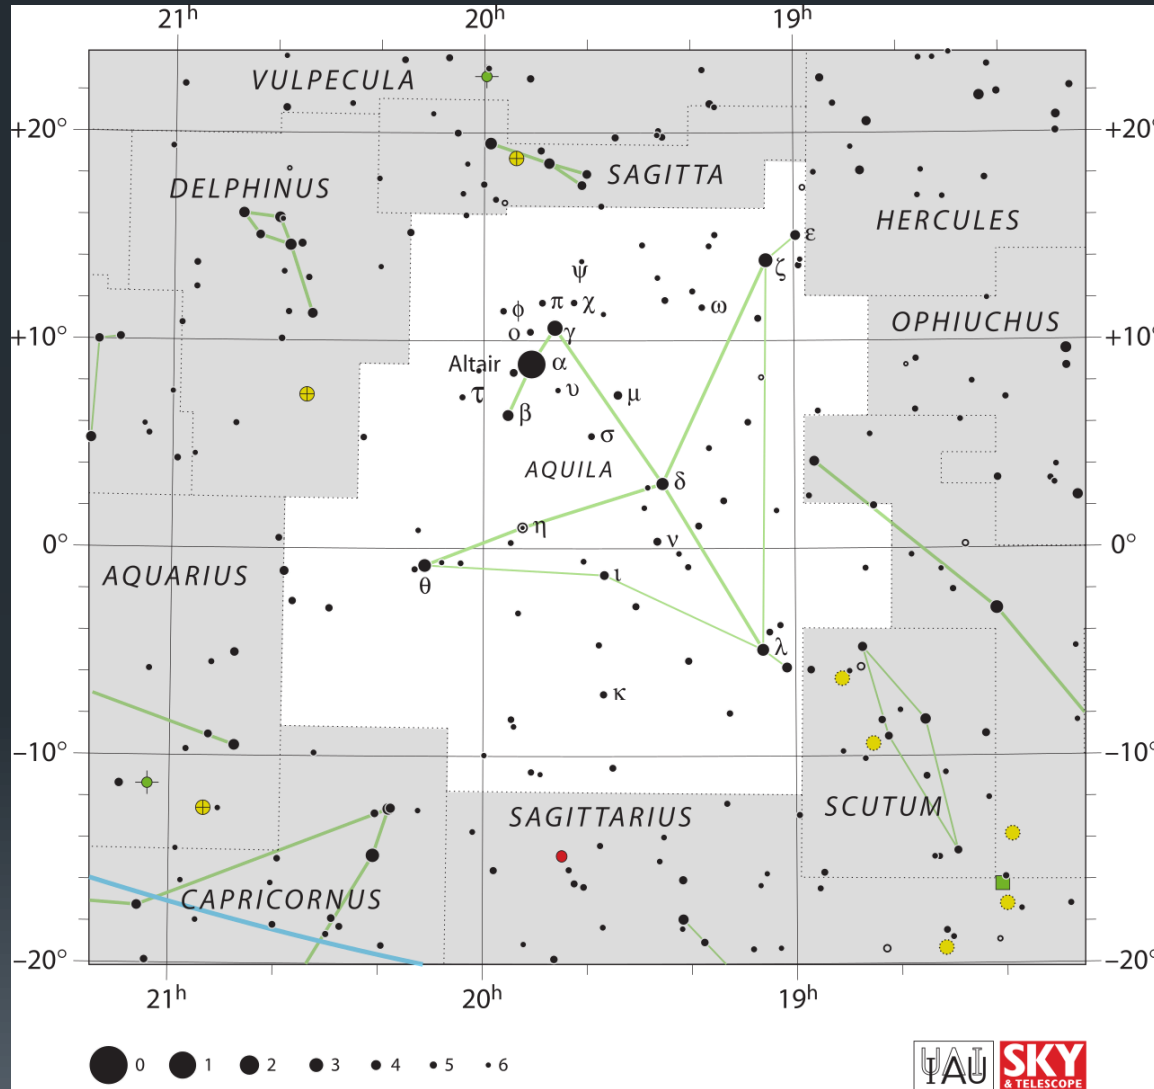 21h 20h 19h
VULPECULA
+20° +20°
SAGITTA
DELPHINUS
HERCULES
ε
ζ
ψ
π χ ω
ϕ
OPHIUCHUS
ο γ
+10° +10°
Altair α
τ υ μ
β
σ
AQUILA
δ
η ν
0° 0°
AQUARIUS
θ ι
λ
κ
−10° −10°
SAGITTARIUS SCUTUM
CAPRICORNUS
−20° −20°
21h 20h 19h
0 1 2 3 4 5 6
IAU SKY
& TELESCOPE